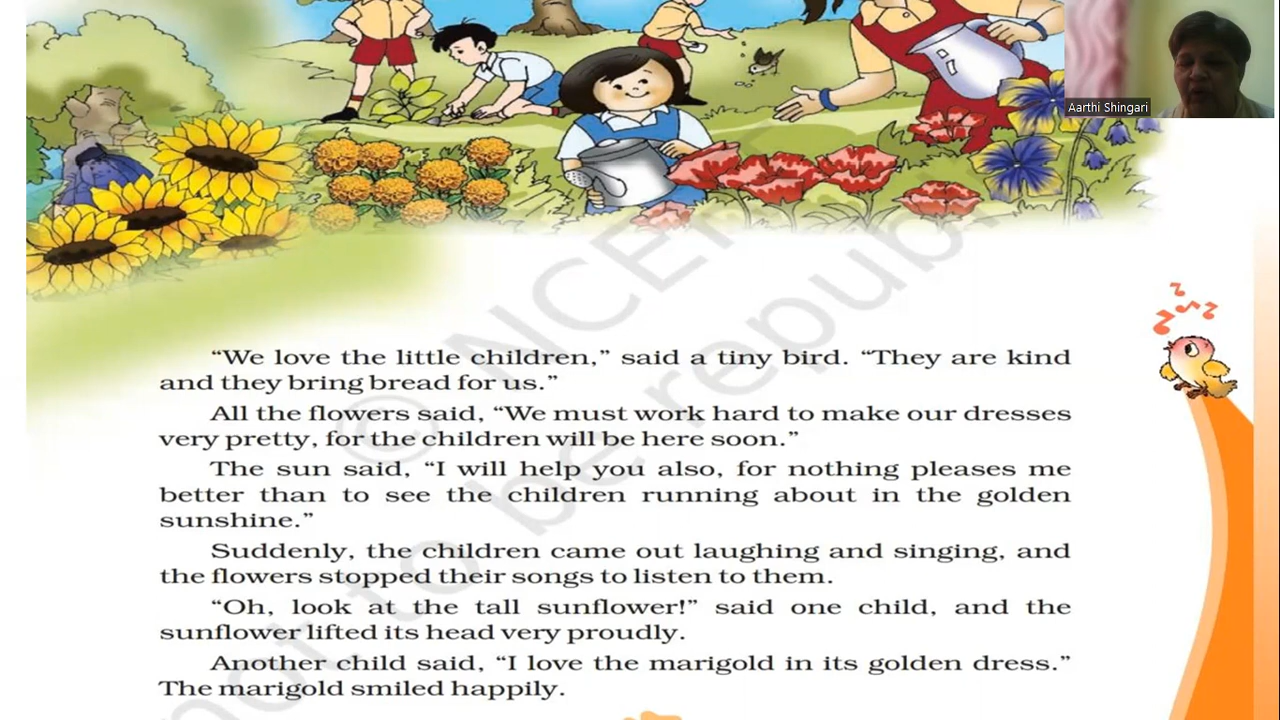 Aarthi Shingari
© NCERT
not to be republ
“We love the little children,” said a tiny bird. “They are kind
and they bring bread for us.”
All the flowers said, “We must work hard to make our dresses
very pretty, for the children will be here soon.”
The sun said, “I will help you also, for nothing pleases me
better than to see the children running about in the golden
sunshine.”
Suddenly, the children came out laughing and singing, and
the flowers stopped their songs to listen to them.
“Oh, look at the tall sunflower!” said one child, and the
sunflower lifted its head very proudly.
Another child said, “I love the marigold in its golden dress.”
The marigold smiled happily.